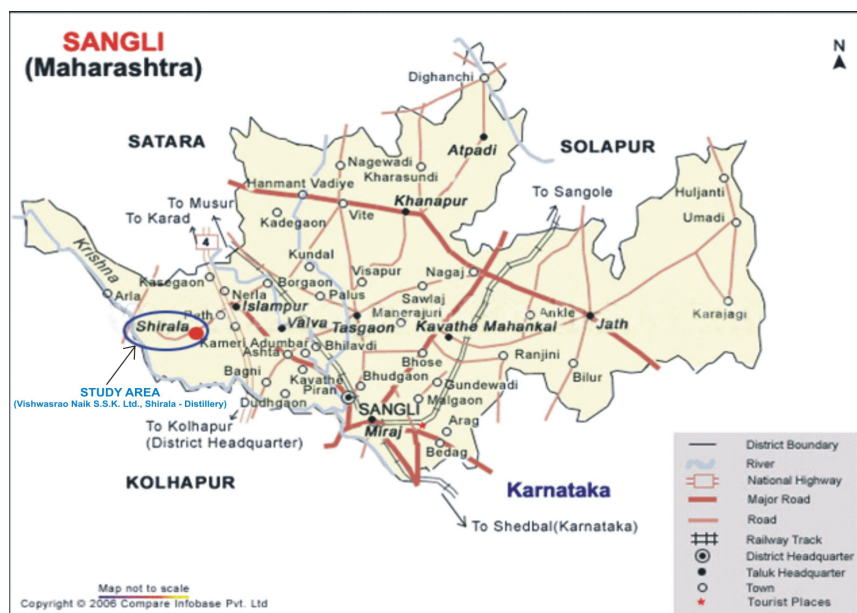 SANGLI
(Maharashtra)
N
SATARA
SOLAPUR
Dighanchi
Atpadi
Nagewadi
Kharasundi
Hanmant Vadiye
Khanapur
To Sangole
Huljanti
To Musur
To Karad
Kadegaon
Vite
Umadi
4
Krishna
Kundal
Visapur
Nagaj
Kasegaon
Borgaon
Arla
Nerla
Palus
Sawlaj
Islampur
Manerajuri
Ankle
Karajagi
Shirala
Valva
Tasgaon
Kavathe Mahankal
Jath
Kameri
Adumbar
Bhilavdi
Ashta
Bhose
Ranjini
Bagni
Kavathe
Piran
Bhudgaon
Gundewadi
Bilur
STUDY AREA
(Vishwasrao Naik S.S.K. Ltd., Shirala - Distillery)
Dudhgaon
SANGLI
Malgaon
To Kolhapur
(District Headquarter)
Miraj
Arag
Bedag
KOLHAPUR
Karnataka
To Shedbal(Karnataka)
District Boundary
River
National Highway
Major Road
Road
Railway Track
District Headquarter
Taluk Headquarter
Town
Tourist Places
Map not to scale
Copyright © 2006 Compare Infobase Pvt. Ltd